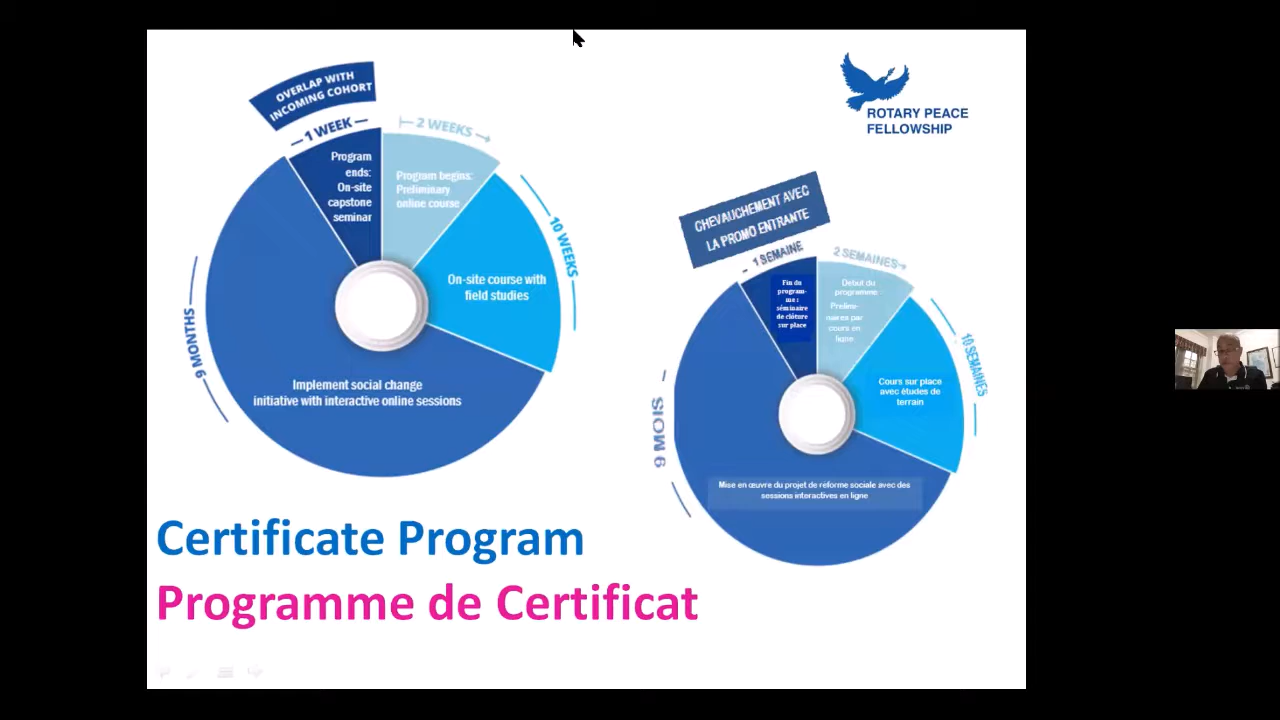 OVERLAP WITH
INCOMING COHORT
1 WEEK
2 WEEKS
Program
ends:
On-site
capstone
seminar
Program begins:
Preliminary
online course
10 WEEKS
On-site course with
field studies
9 MONTHS
Implement social change
initiative with interactive online sessions
ROTARY PEACE
FELLOWSHIP
CHEVAUCHEMENT AVEC
LA PROMO ENTRANTE
1 SEMAINE
2 SEMAINES
Fin du
program-
me :
séminaire
de clôture
sur place
Début du
programme :
Prelimi-
naires par
cours en
ligne
10 SEMAINES
Cours sur place
avec études de
terrain
9 MOIS
Mise en œuvre du projet de réforme sociale avec des
sessions interactives en ligne
Certificate Program
Programme de Certificat